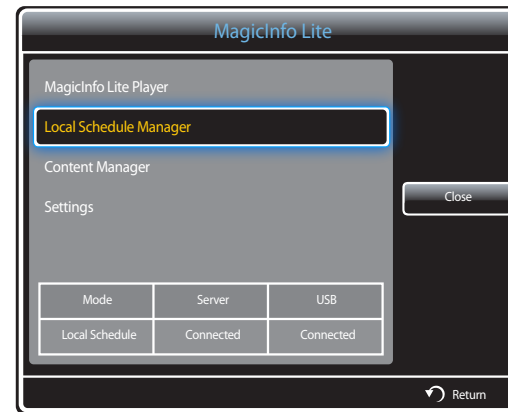 MagicInfo Lite
MagicInfo Lite Player
Local Schedule Manager
Content Manager
Settings
Close
Mode Server USB
Local Schedule Connected Connected
Return